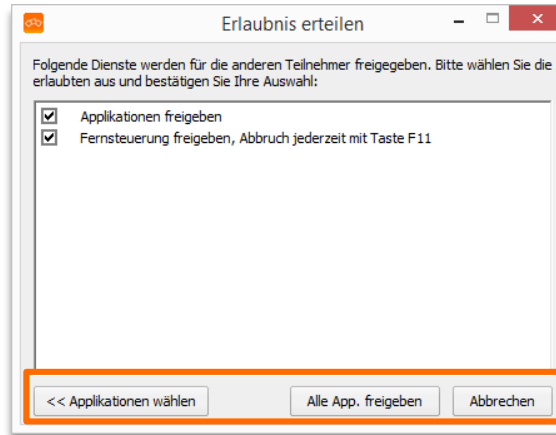 Erlaubnis erteilen
Folgende Dienste werden für die anderen Teilnehmer freigegeben. Bitte wählen Sie die
erlaubten aus und bestätigen Sie Ihre Auswahl:
Applikationen freigeben
Fernsteuerung freigeben, Abbruch jederzeit mit Taste F11
<< Applikationen wählen
Alle App. freigeben
Abbrechen